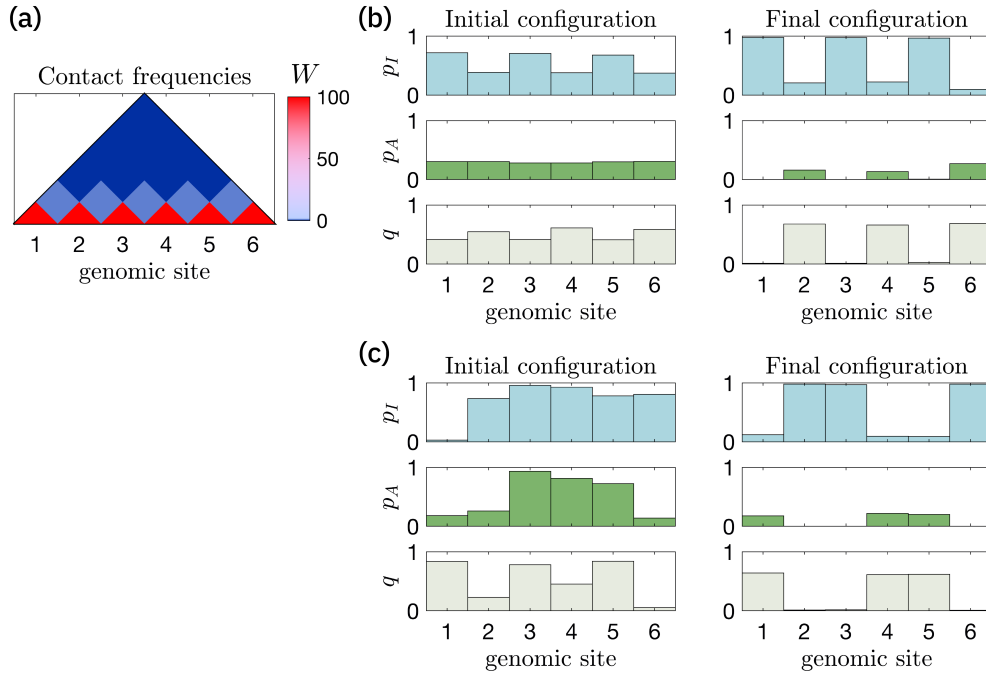 (a)
Contact frequencies
W
100
50
0
1 2 3 4 5 6
genomic site
(b)
Initial configuration
Final configuration
p_I
1
0
1
0
p_A
1
0
1
0
q
1
0
1
0
1 2 3 4 5 6
1 2 3 4 5 6
genomic site
genomic site
(c)
Initial configuration
Final configuration
p_I
1
0
1
0
p_A
1
0
1
0
q
1
0
1
0
1 2 3 4 5 6
1 2 3 4 5 6
genomic site
genomic site